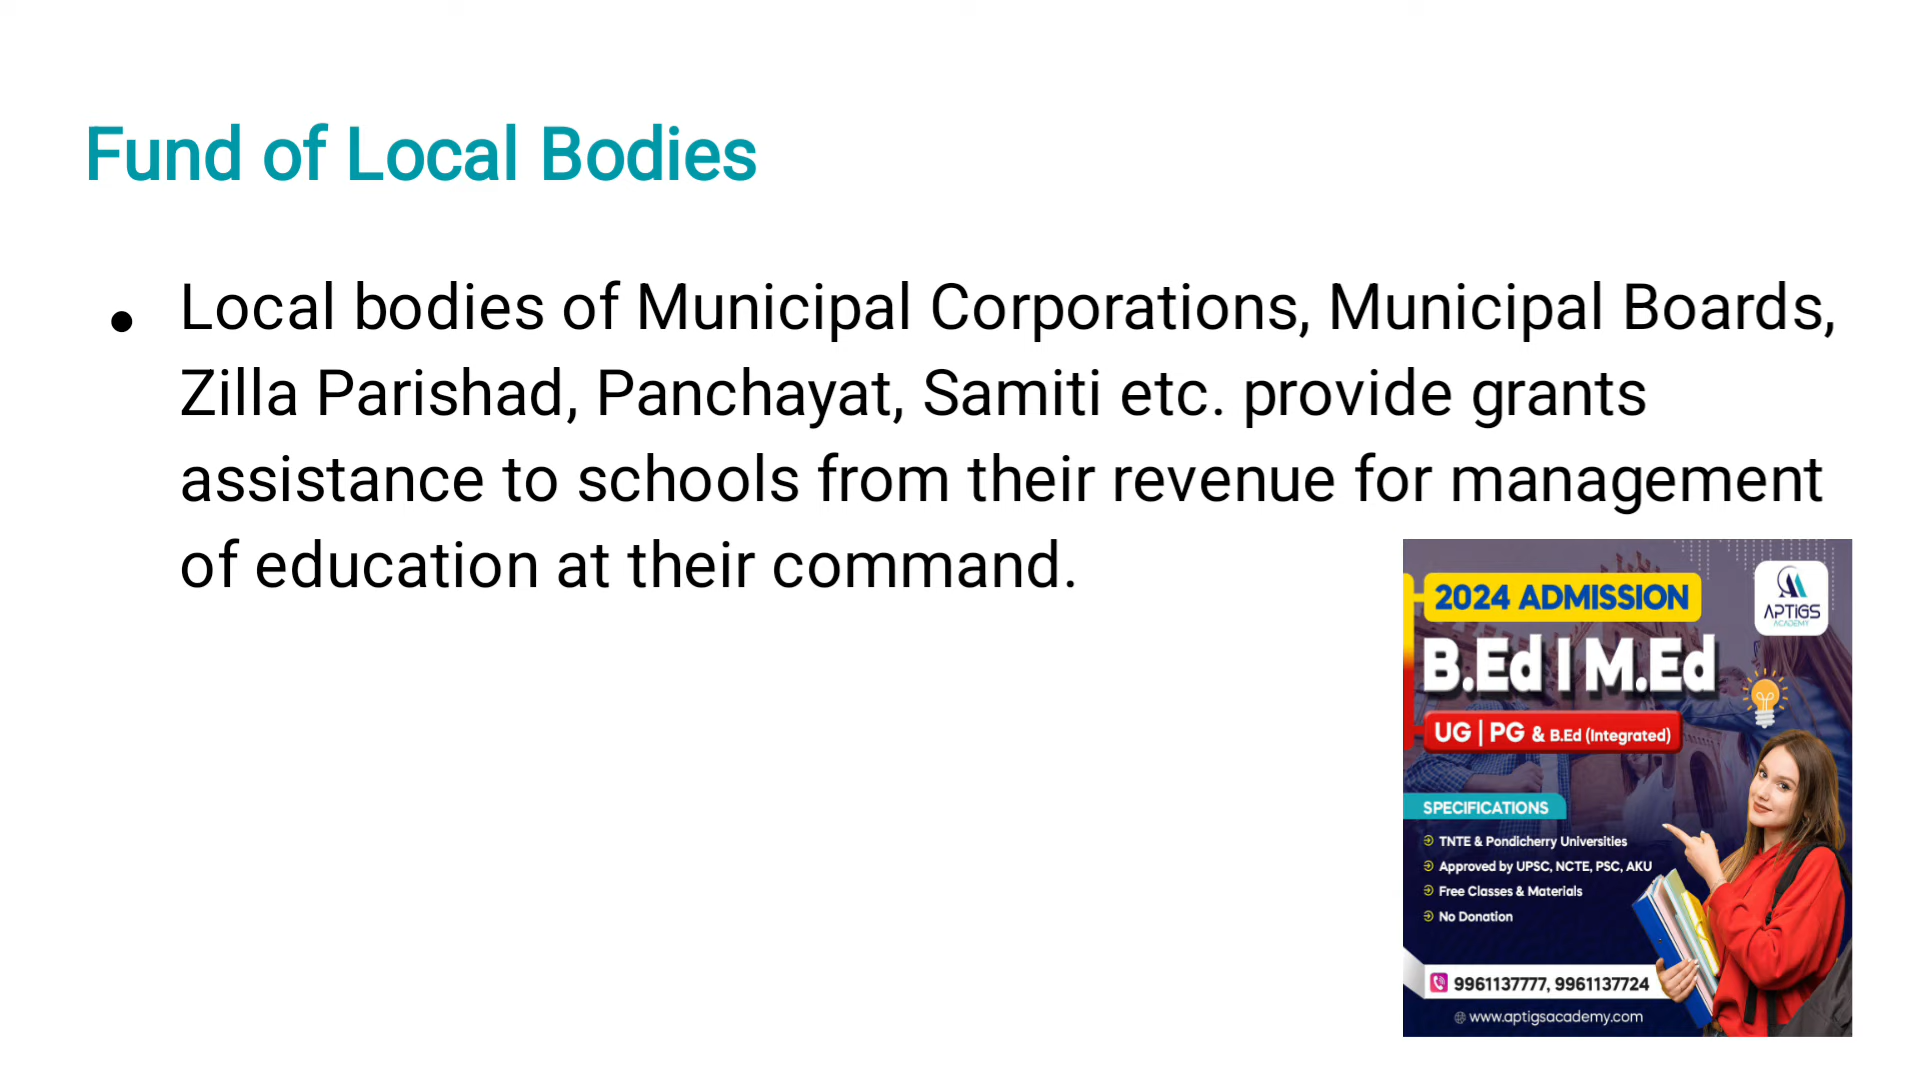 Fund of Local Bodies
● Local bodies of Municipal Corporations, Municipal Boards,
Zilla Parishad, Panchayat, Samiti etc. provide grants
assistance to schools from their revenue for management
of education at their command.
2024 ADMISSION
APTiGS
ACADEMY
B.Ed | M.Ed
UG | PG & B.Ed (Integrated)
SPECIFICATIONS
TNTE & Pondicherry Universities
Approved by UPSC, NCTE, PSC, AKU
Free Classes & Materials
No Donation
9961137777, 9961137724
www.aptigsacademy.com